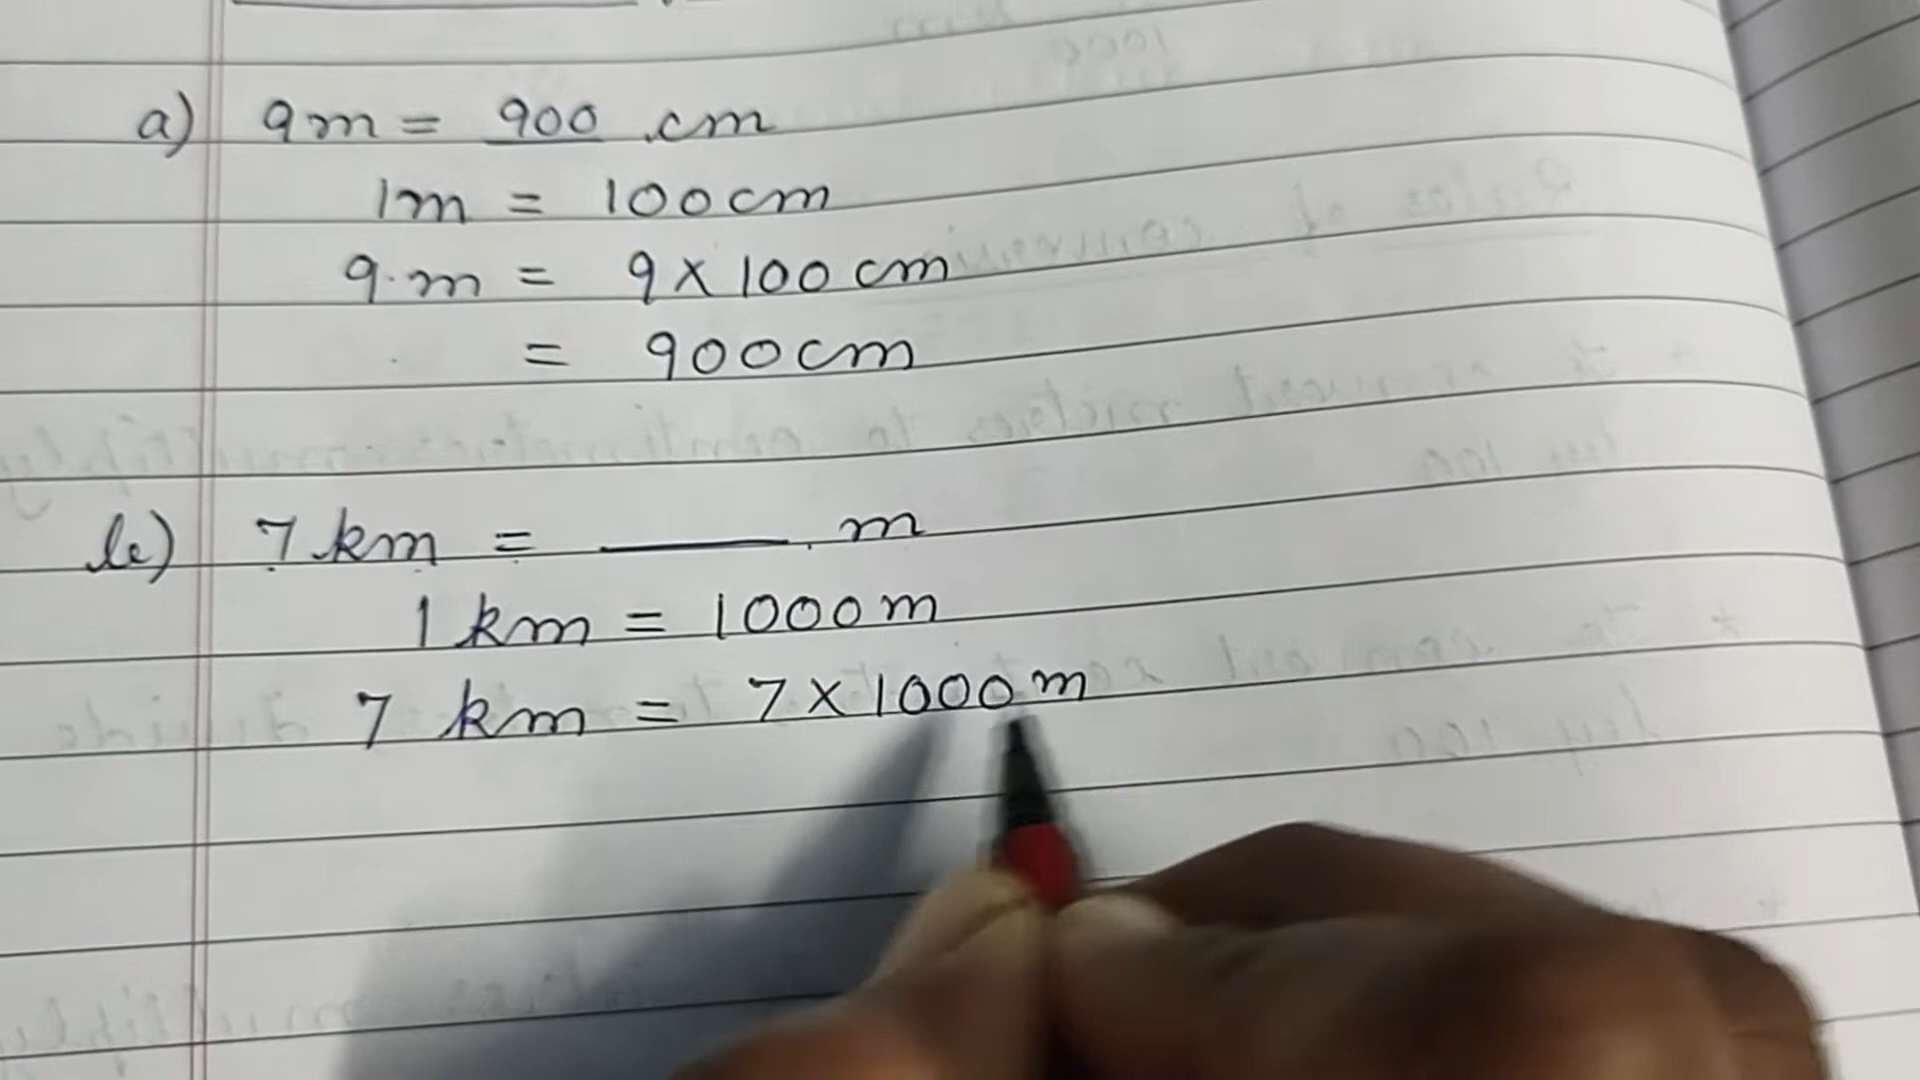 a) 9m = 900 cm
1m = 100cm
9.m = 9 x 100 cm
= 900cm
b) 7 km = ____ m
1 km = 1000m
7 km = 7 x 1000m